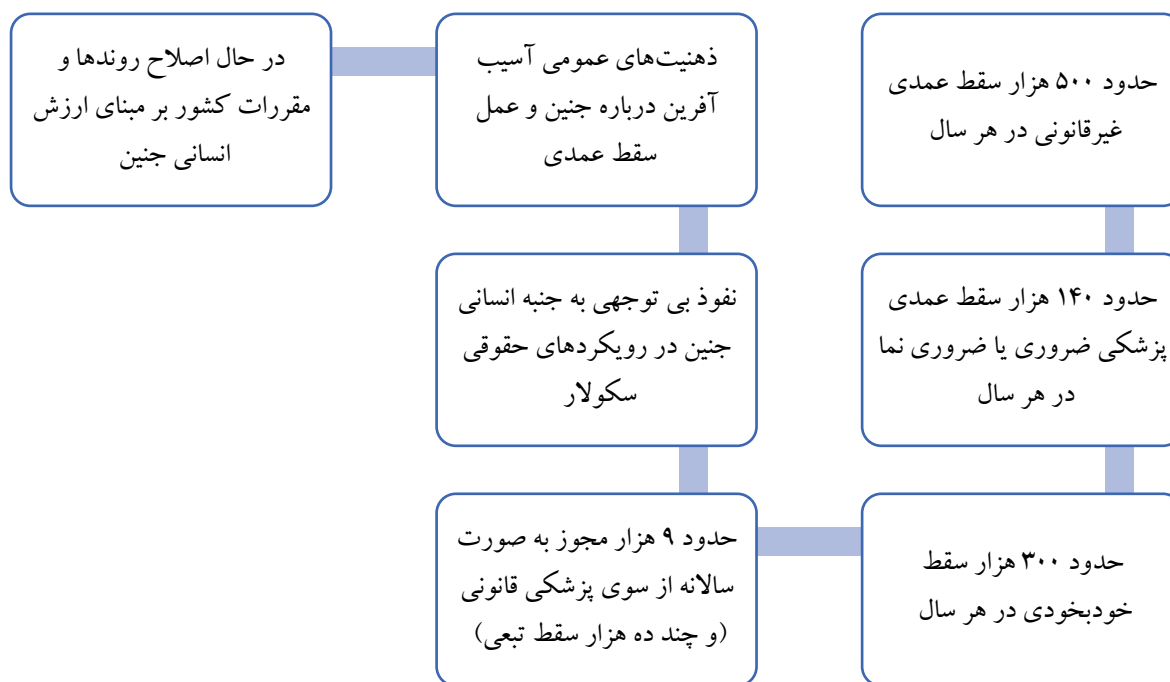 حدود ۵۰۰ هزار سقط عمدی
غیرقانونی در هر سال
حدود ۱۴۰ هزار سقط عمدی
پزشکی ضروری یا ضروری نما
در هر سال
حدود ۳۰۰ هزار سقط
خودبخودی در هر سال
حدود ۹ هزار مجوز به صورت
سالانه از سوی پزشکی قانونی
(و چند ده هزار سقط تبعی)
نفوذ بی توجهی به جنبه انسانی
جنین در رویکردهای حقوقی
سکولار
ذهنیت‌های عمومی آسیب
آفرین درباره جنین و عمل
سقط عمدی
در حال اصلاح روندها و
مقررات کشور بر مبنای ارزش
انسانی جنین